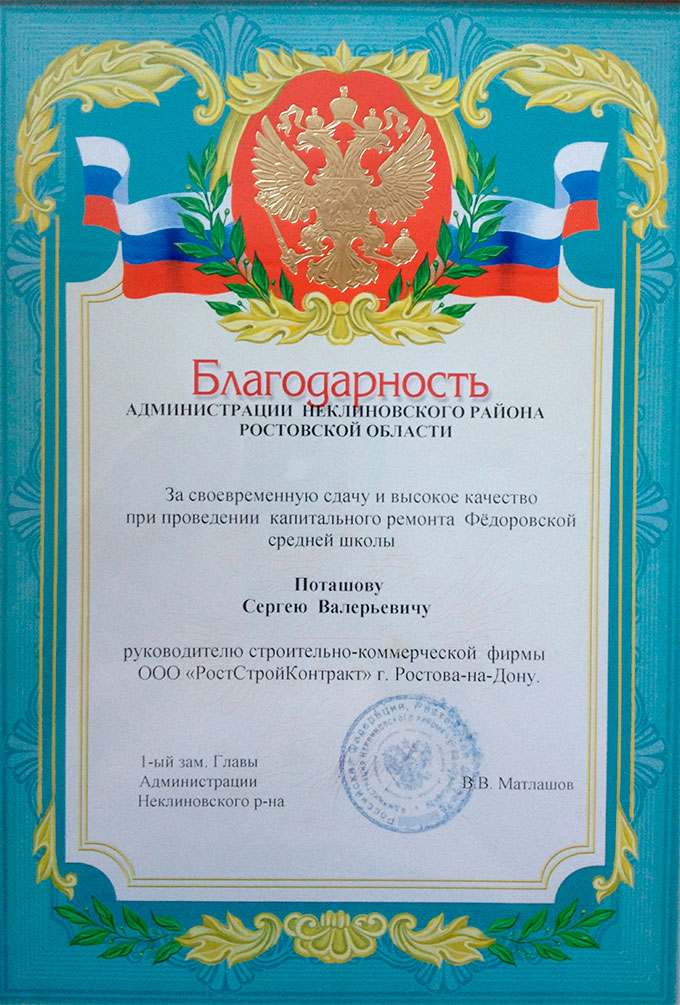 Благодарность
АДМИНИСТРАЦИИ НЕКЛИНОВСКОГО РАЙОНА
РОСТОВСКОЙ ОБЛАСТИ
За своевременную сдачу и высокое качество
при проведении капитального ремонта Фёдоровской
средней школы
Поташову
Сергею Валерьевичу
руководителю строительно-коммерческой фирмы
ООО «РостСтройКонтракт» г. Ростова-на-Дону.
1-ый зам. Главы
Администрации
Неклиновского р-на
В.В. Матлашов